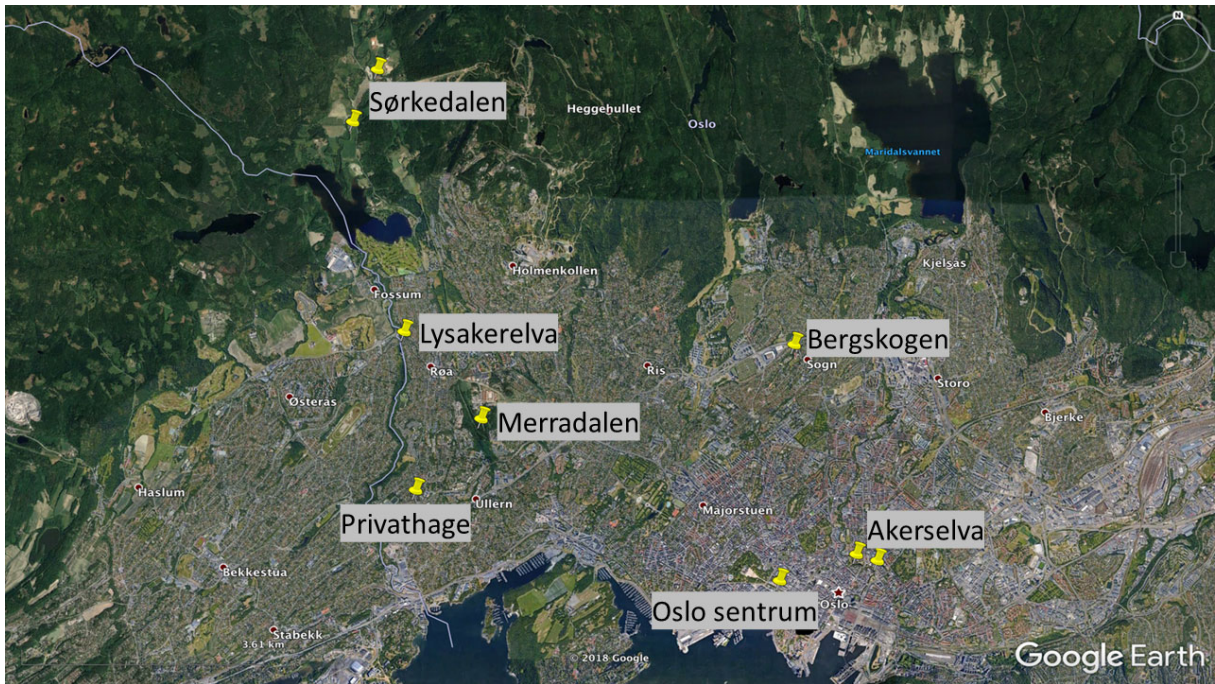 N
Sørkedalen
Heggehullet
Oslo
Maridalsvannet
Holmenkollen
Kjelsås
Fossum
Lysakerelva
Bergskogen
Røa
Ris
Sogn
Storo
Østerås
Merradalen
Bjerke
Haslum
Ullern
Privathage
Majorstuen
Akerselva
Bekkestua
Oslo sentrum
Oslo
Stabekk
3.61 km
© 2018 Google
Google Earth